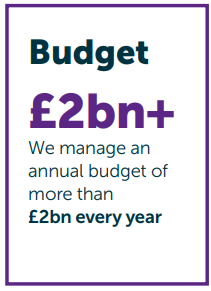 Budget
£2bn+
We manage an
annual budget of
more than
£2bn every year